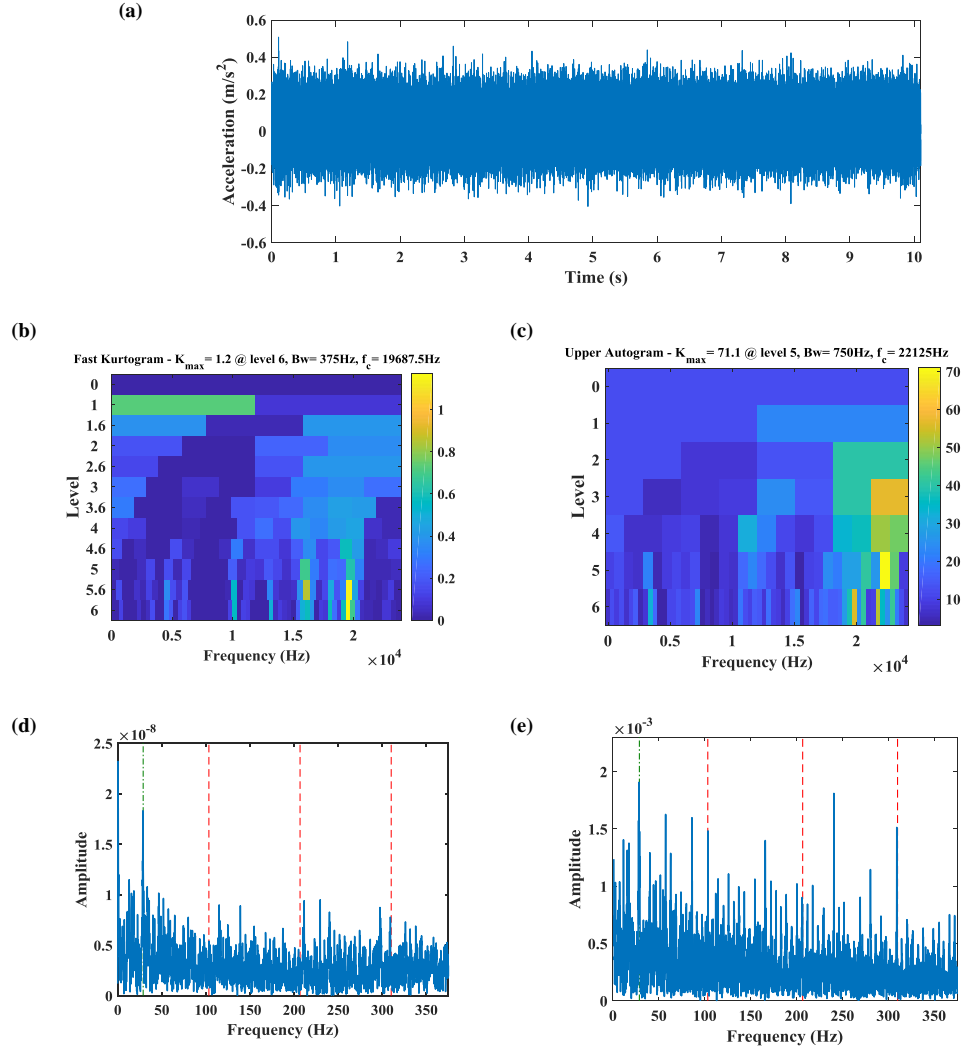 (a)
0.6
0.4
0.2
0
-0.2
-0.4
-0.6
Acceleration (m/s²)
0 1 2 3 4 5 6 7 8 9 10
Time (s)
(b)
Fast Kurtogram - K_max = 1.2 @ level 6, Bw= 375Hz, f_c = 19687.5Hz
0
1
1.6
2
2.6
3
3.6
4
4.6
5
5.6
6
Level
0 0.5 1 1.5 2
×10⁴
Frequency (Hz)
1
0.8
0.6
0.4
0.2
0
(c)
Upper Autogram - K_max = 71.1 @ level 5, Bw= 750Hz, f_c = 22125Hz
0
1
2
3
4
5
6
Level
0 0.5 1 1.5 2
×10⁴
Frequency (Hz)
70
60
50
40
30
20
10
(d)
×10⁻⁸
2.5
2
1.5
1
0.5
0
Amplitude
0 50 100 150 200 250 300 350
Frequency (Hz)
(e)
×10⁻³
2
1.5
1
0.5
0
Amplitude
0 50 100 150 200 250 300 350
Frequency (Hz)